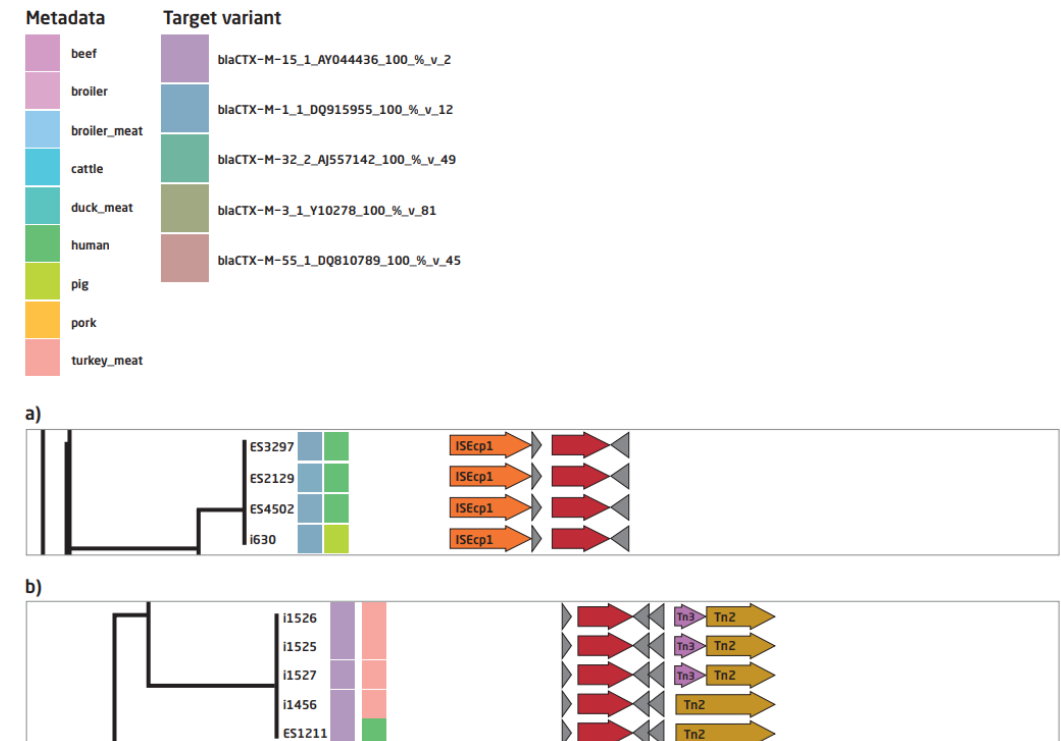 Metadata Target variant
beef
broiler
broiler_meat
cattle
duck_meat
human
pig
pork
turkey_meat
blaCTX-M-15_1_AY044436_100_%_v_2
blaCTX-M-1_1_DQ915955_100_%_v_12
blaCTX-M-32_2_AJ557142_100_%_v_49
blaCTX-M-3_1_Y10278_100_%_v_81
blaCTX-M-55_1_DQ810789_100_%_v_45
a)
ES3297 ISEcp1
ES2129 ISEcp1
ES4502 ISEcp1
i630 ISEcp1
b)
i1526 Tn3 Tn2
i1525 Tn3 Tn2
i1527 Tn3 Tn2
i1456 Tn2
ES1211 Tn2